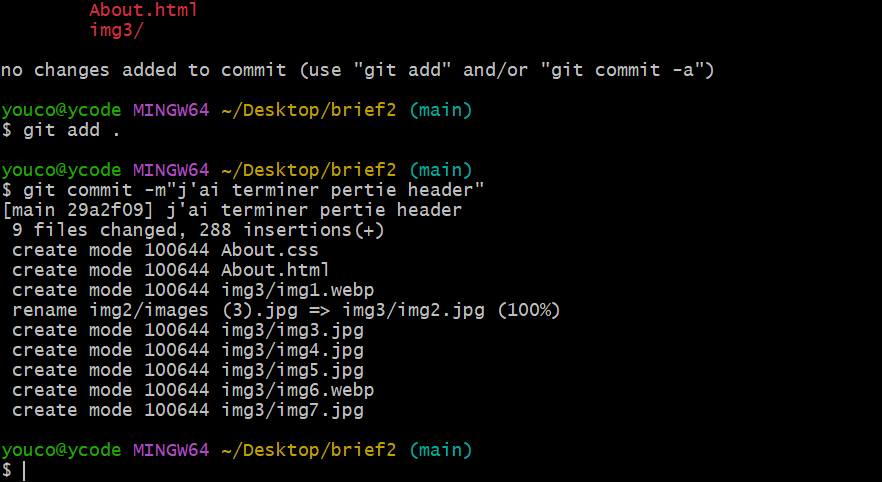 About.html
img3/
no changes added to commit (use "git add" and/or "git commit -a")
youco@ycode MINGW64 ~/Desktop/brief2 (main)
$ git add .
youco@ycode MINGW64 ~/Desktop/brief2 (main)
$ git commit -m"j'ai terminer pertie header"
[main 29a2f09] j'ai terminer pertie header
9 files changed, 288 insertions(+)
create mode 100644 About.css
create mode 100644 About.html
create mode 100644 img3/img1.webp
rename img2/images (3).jpg => img3/img2.jpg (100%)
create mode 100644 img3/img3.jpg
create mode 100644 img3/img4.jpg
create mode 100644 img3/img5.jpg
create mode 100644 img3/img6.webp
create mode 100644 img3/img7.jpg
youco@ycode MINGW64 ~/Desktop/brief2 (main)
$